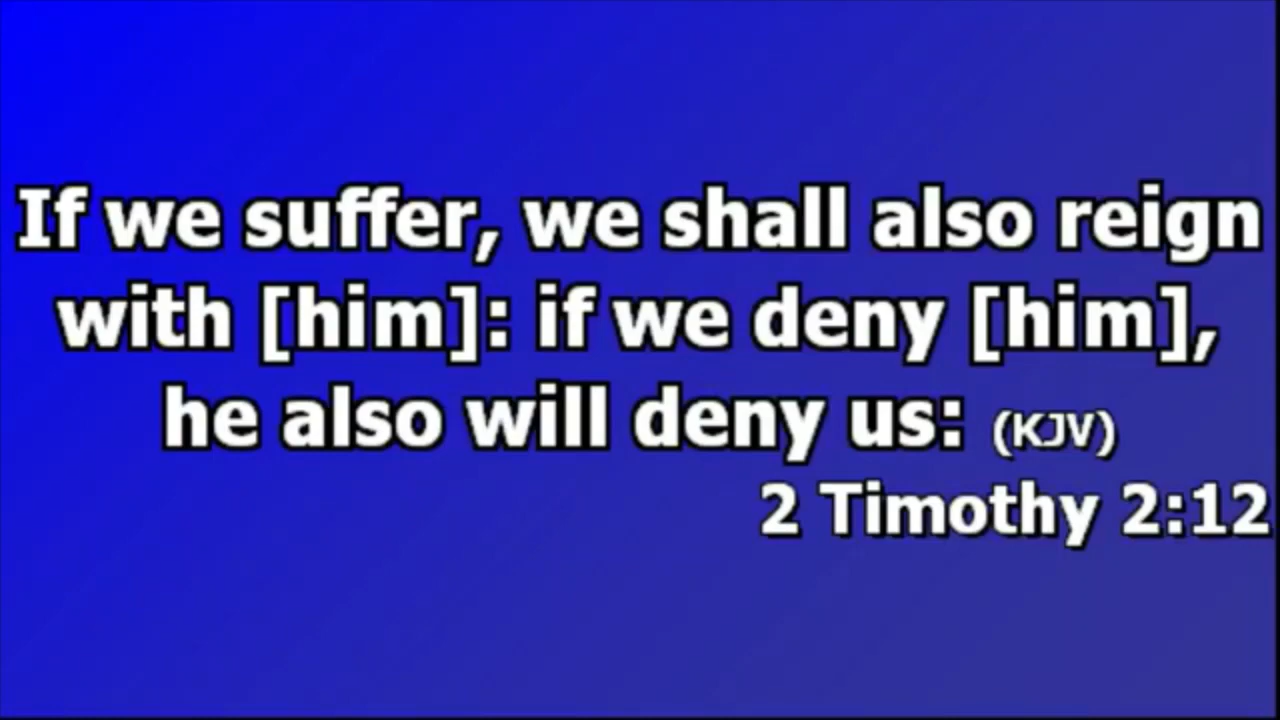 If we suffer, we shall also reign
with [him]: if we deny [him],
he also will deny us: (KJV)
2 Timothy 2:12